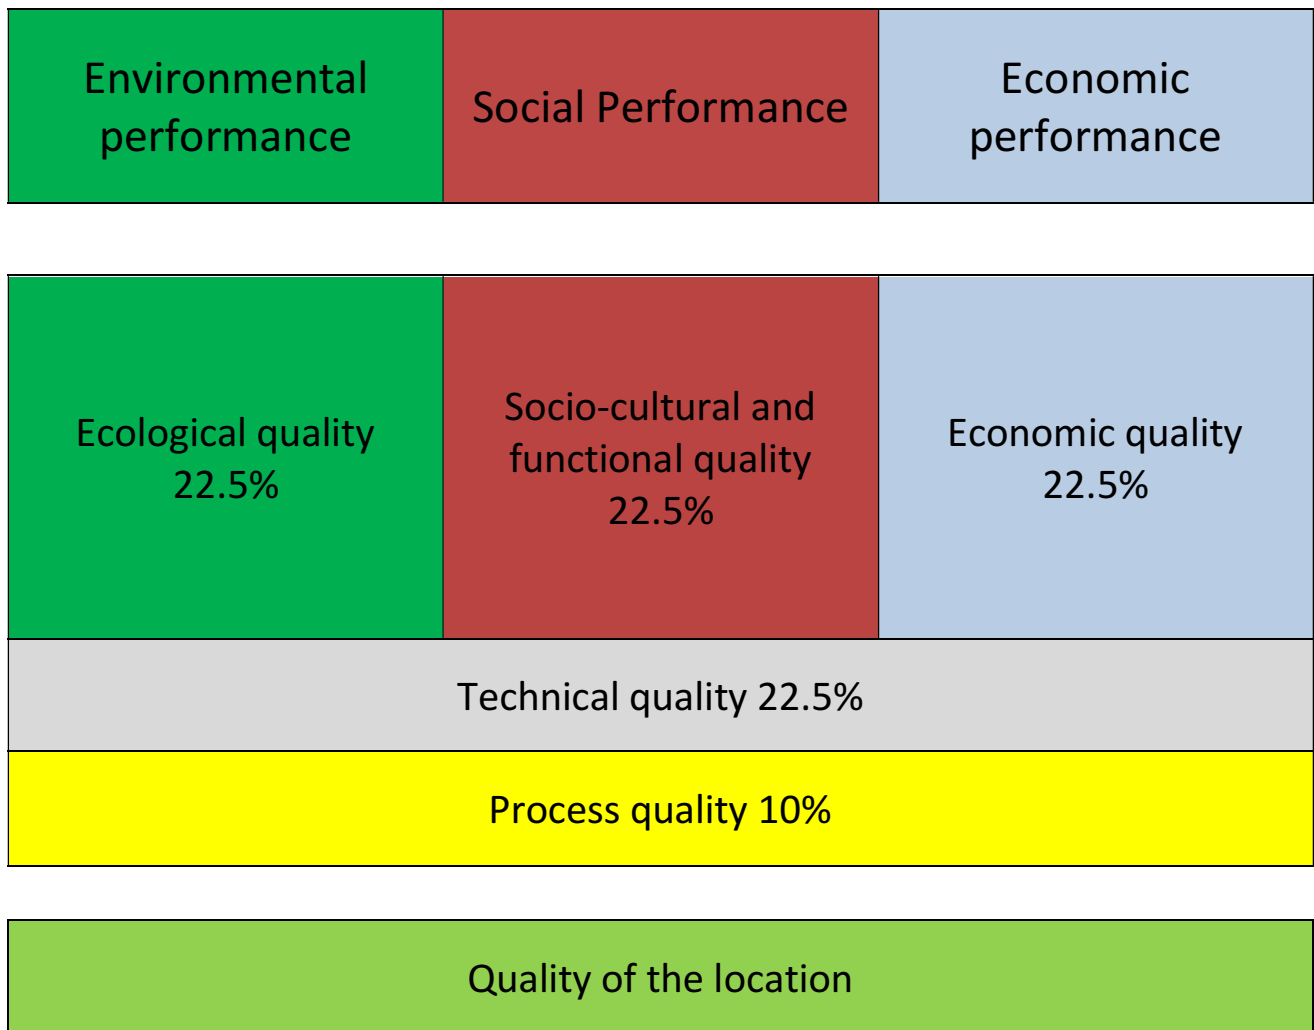 Environmental
performance
Social Performance
Economic
performance
Ecological quality
22.5%
Socio-cultural and
functional quality
22.5%
Economic quality
22.5%
Technical quality 22.5%
Process quality 10%
Quality of the location